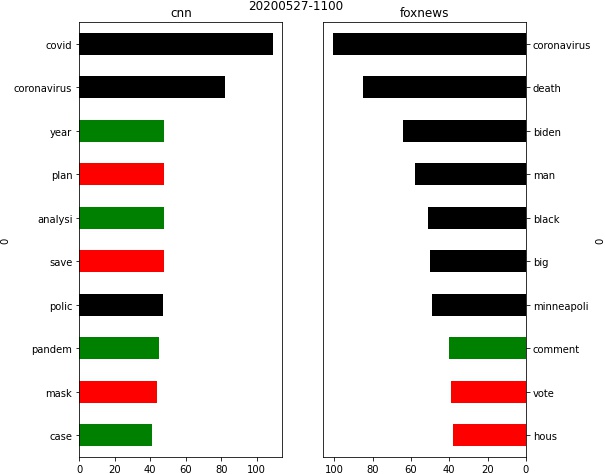 20200527-1100
cnn
foxnews
covid
coronavirus
year
plan
analysi
save
polic
pandem
mask
case
coronavirus
death
biden
man
black
big
minneapoli
comment
vote
hous
0
0
0 20 40 60 80 100
100 80 60 40 20 0